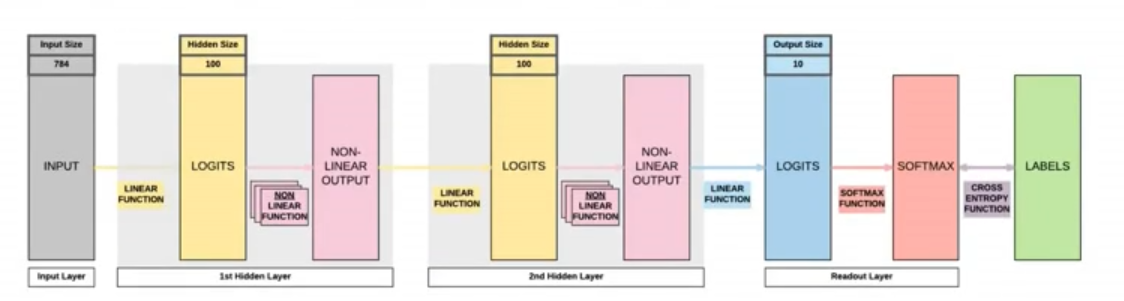 Input Size
784
INPUT
Input Layer
LINEAR
FUNCTION
Hidden Size
100
LOGITS
NON
LINEAR
FUNCTION
NON-
LINEAR
OUTPUT
1st Hidden Layer
LINEAR
FUNCTION
Hidden Size
100
LOGITS
NON
LINEAR
FUNCTION
NON-
LINEAR
OUTPUT
2nd Hidden Layer
LINEAR
FUNCTION
Output Size
10
LOGITS
SOFTMAX
FUNCTION
SOFTMAX
Readout Layer
CROSS
ENTROPY
FUNCTION
LABELS